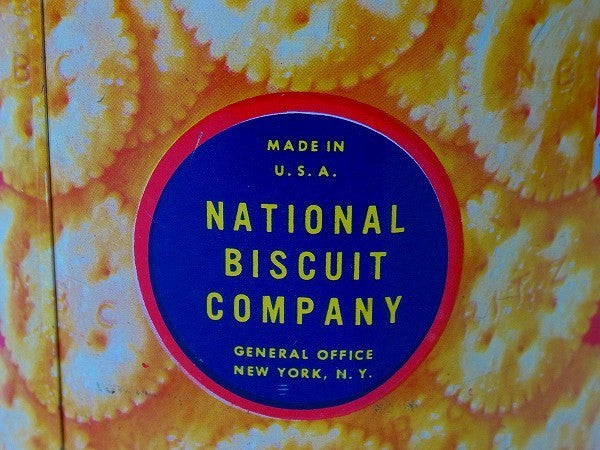 MADE IN
U.S.A.
NATIONAL
BISCUIT
COMPANY
GENERAL OFFICE
NEW YORK, N.Y.